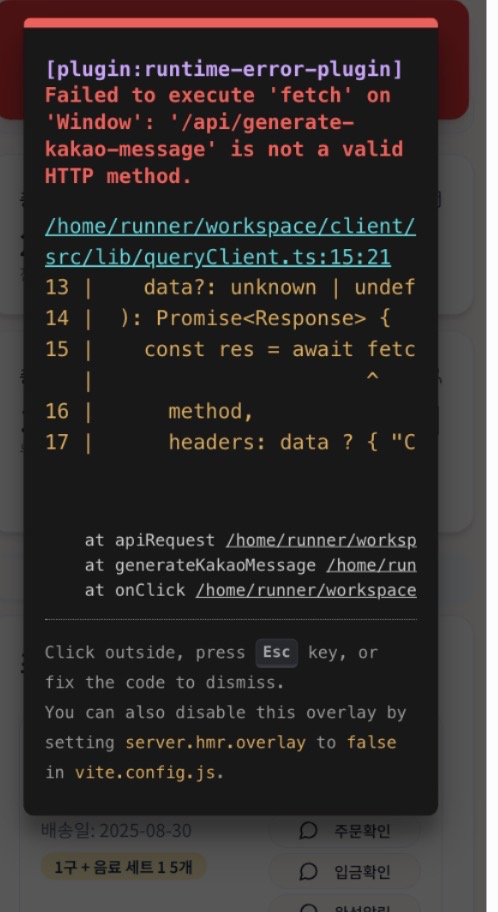 [plugin:runtime-error-plugin]
Failed to execute 'fetch' on
'Window': '/api/generate-
kakao-message' is not a valid
HTTP method.
/home/runner/workspace/client/
src/lib/queryClient.ts:15:21
13 |    data?: unknown | undef
14 |  ): Promise<Response> {
15 |    const res = await fetc
   |                      ^
16 |      method,
17 |      headers: data ? { "C
at apiRequest /home/runner/worksp
at generateKakaoMessage /home/run
at onClick /home/runner/workspace
Click outside, press Esc key, or
fix the code to dismiss.
You can also disable this overlay by
setting server.hmr.overlay to false
in vite.config.js.
배송일: 2025-08-30
주문확인
1구 + 음료 세트 1 5개
입금확인